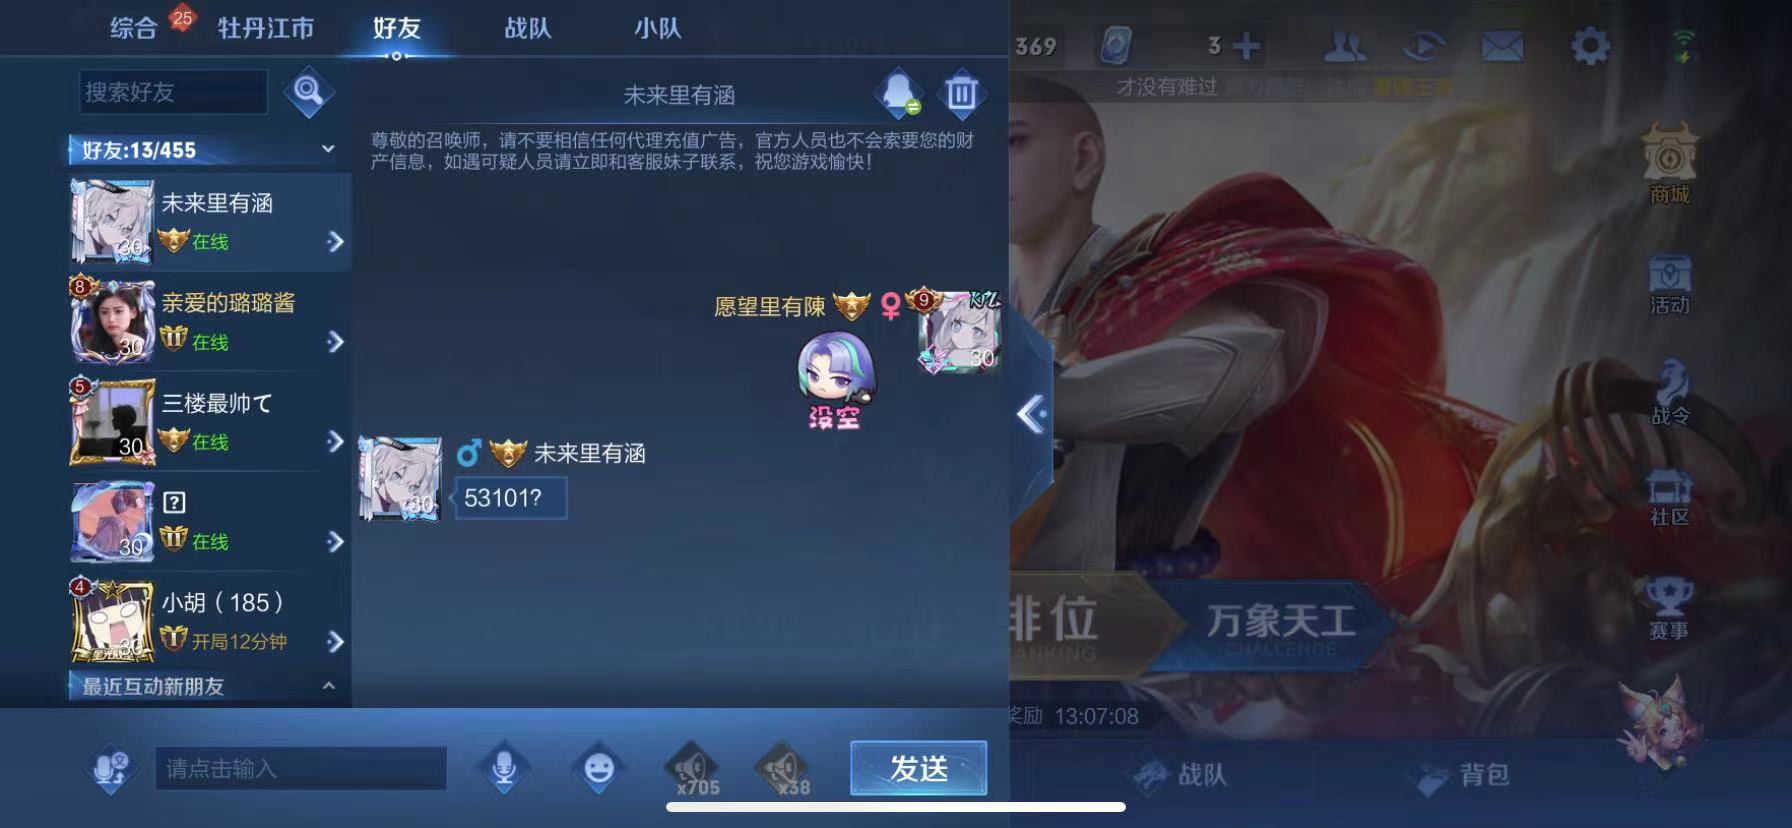 综合
25
牡丹江市
好友
战队
小队
搜索好友
好友:13/455
未来里有涵
30
在线
8
亲爱的璐璐酱
30
在线
5
三楼最帅て
30
在线
?
30
在线
4
小胡（185）
30
开局12分钟
最近互动新朋友
未来里有涵
尊敬的召唤师，请不要相信任何代理充值广告，官方人员也不会索要您的财
产信息，如遇可疑人员请立即和客服妹子联系，祝您游戏愉快！
愿望里有陳
9
KPL
30
没空
未来里有涵
30
53101?
请点击输入
x705
x38
发送
369
3
才没有难过
商城
活动
战令
社区
赛事
排位
RANKING
万象天工
CHALLENGE
奖励 13:07:08
战队
背包